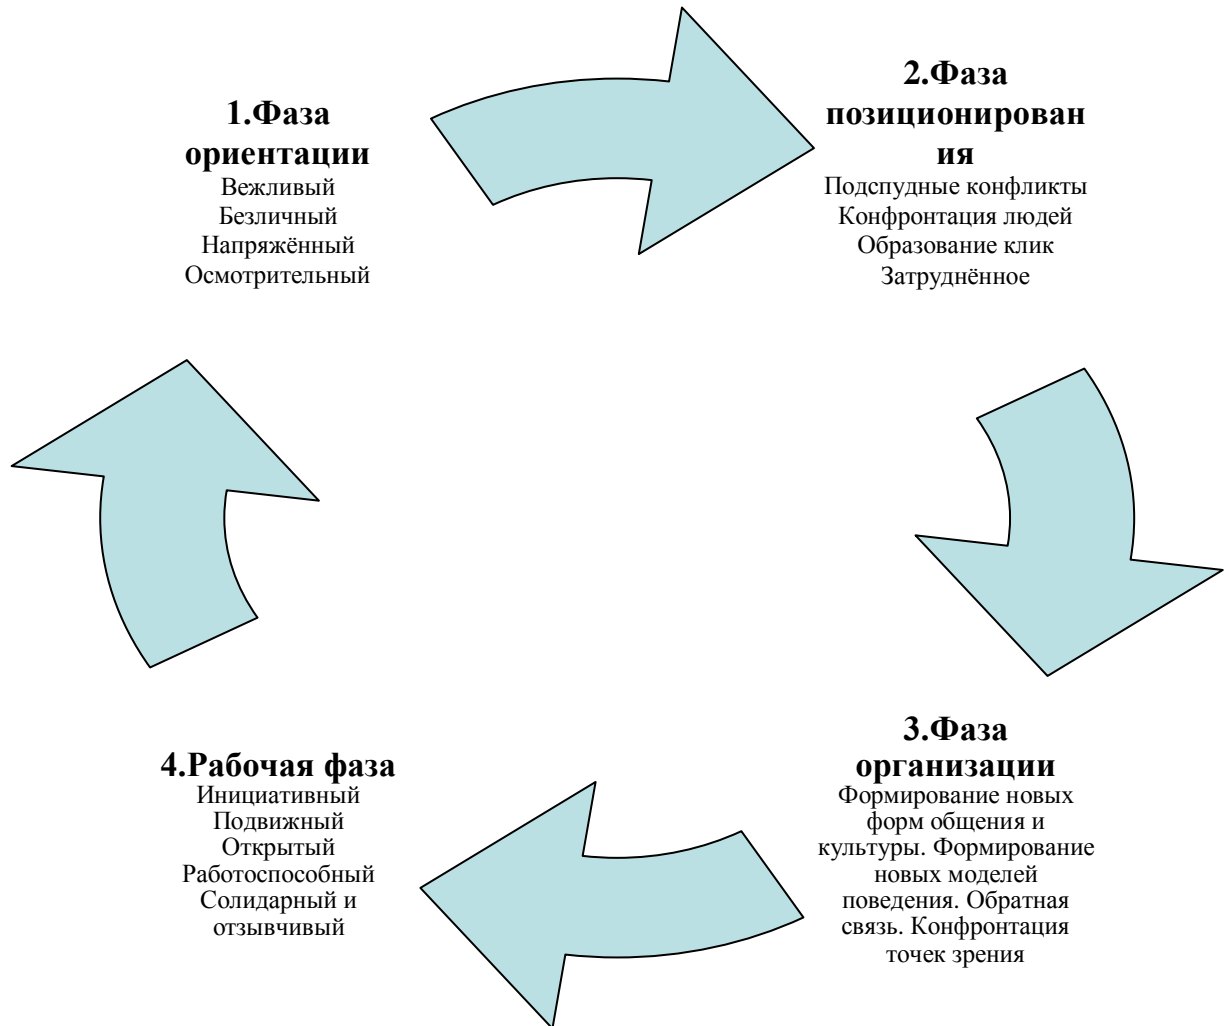 1.Фаза
ориентации
Вежливый
Безличный
Напряжённый
Осмотрительный
2.Фаза
позиционирован
ия
Подспудные конфликты
Конфронтация людей
Образование клик
Затруднённое
3.Фаза
организации
Формирование новых
форм общения и
культуры. Формирование
новых моделей
поведения. Обратная
связь. Конфронтация
точек зрения
4.Рабочая фаза
Инициативный
Подвижный
Открытый
Работоспособный
Солидарный и
отзывчивый